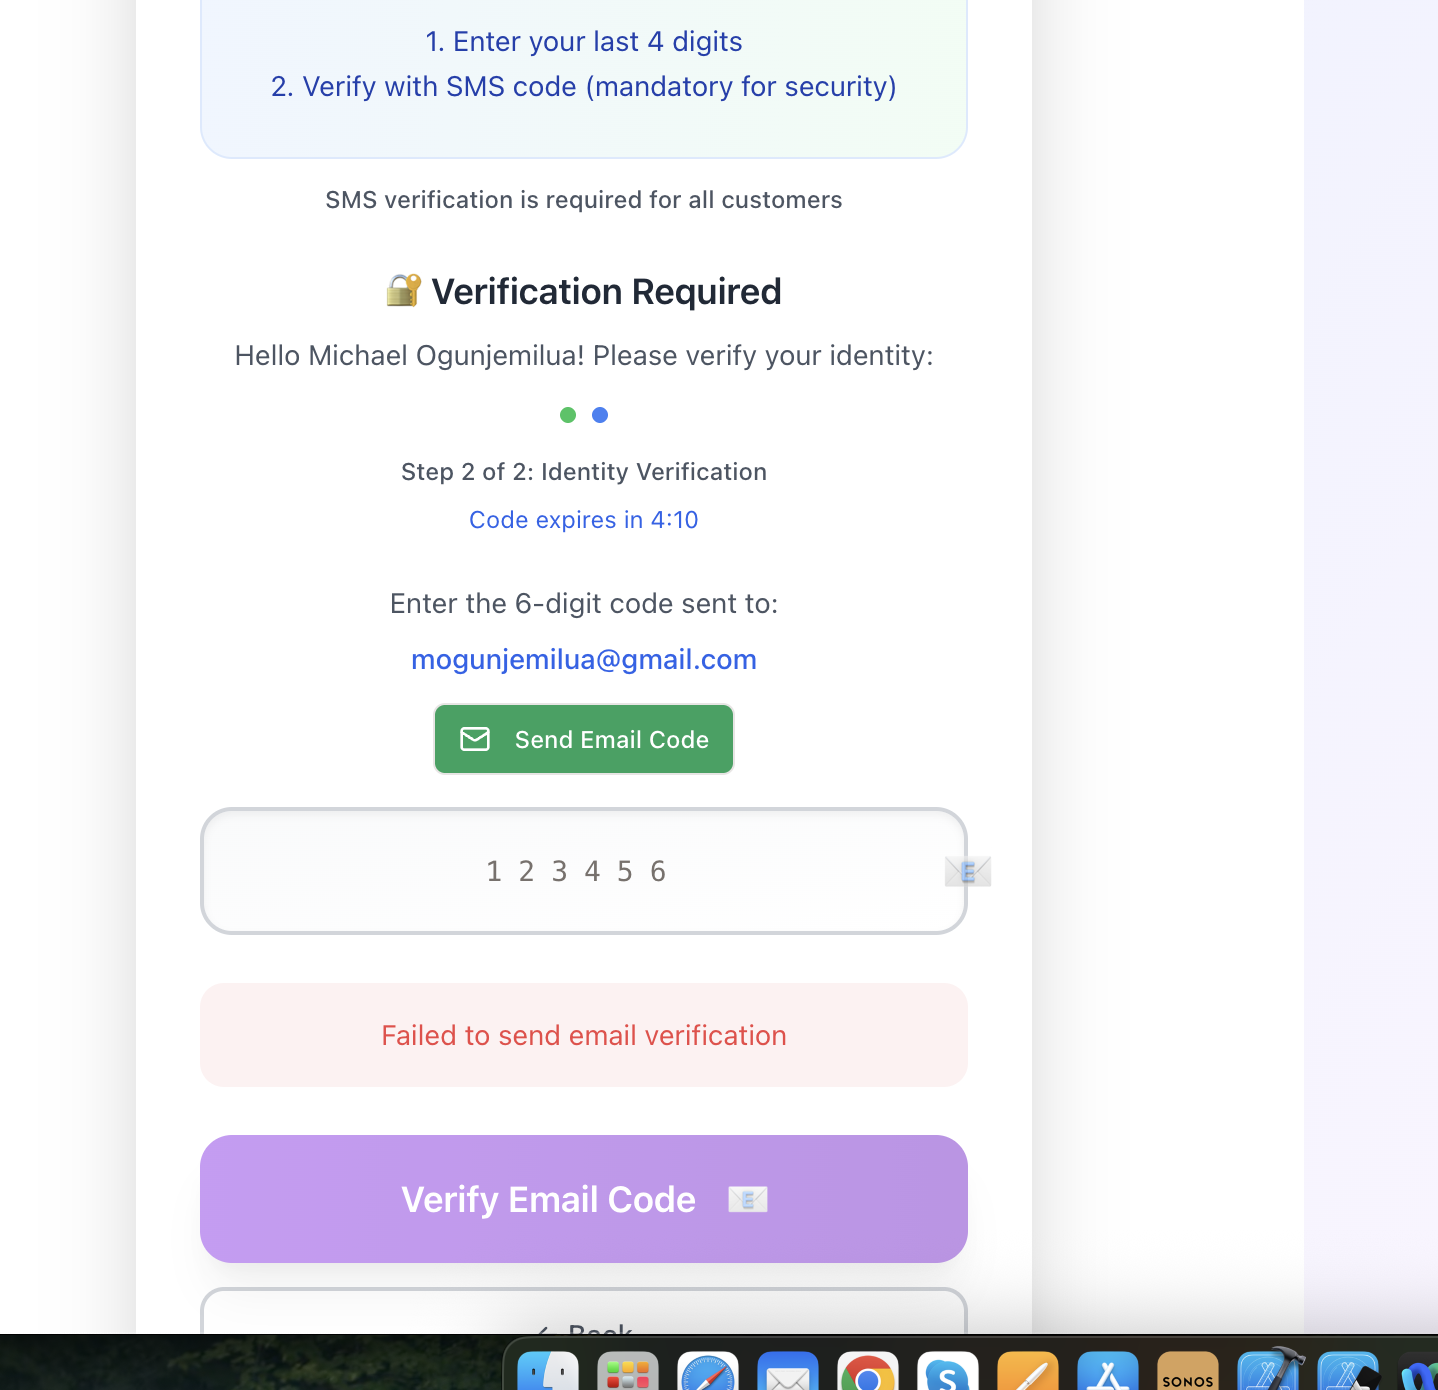 1. Enter your last 4 digits
2. Verify with SMS code (mandatory for security)
SMS verification is required for all customers
🔐 Verification Required
Hello Michael Ogunjemilua! Please verify your identity:
Step 2 of 2: Identity Verification
Code expires in 4:10
Enter the 6-digit code sent to:
mogunjemilua@gmail.com
Send Email Code
1 2 3 4 5 6
Failed to send email verification
Verify Email Code 📧
← Back
SONOS